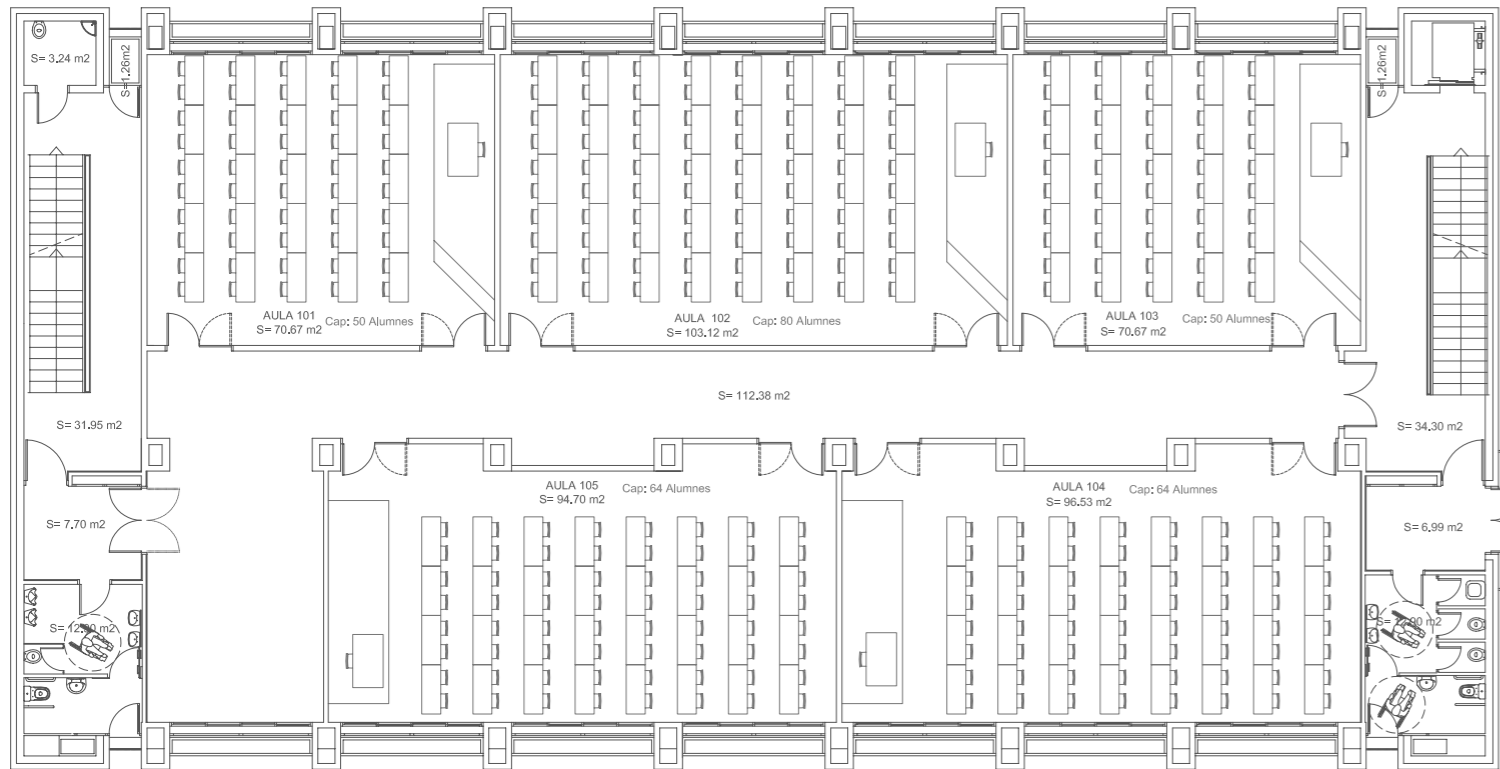 S= 3.24 m2
S=1.26m2
S=1.26m2
AULA 101
S= 70.67 m2
Cap: 50 Alumnes
AULA 102
S= 103.12 m2
Cap: 80 Alumnes
AULA 103
S= 70.67 m2
Cap: 50 Alumnes
S= 112.38 m2
S= 31.95 m2
S= 34.30 m2
AULA 105
S= 94.70 m2
Cap: 64 Alumnes
AULA 104
S= 96.53 m2
Cap: 64 Alumnes
S= 7.70 m2
S= 6.99 m2